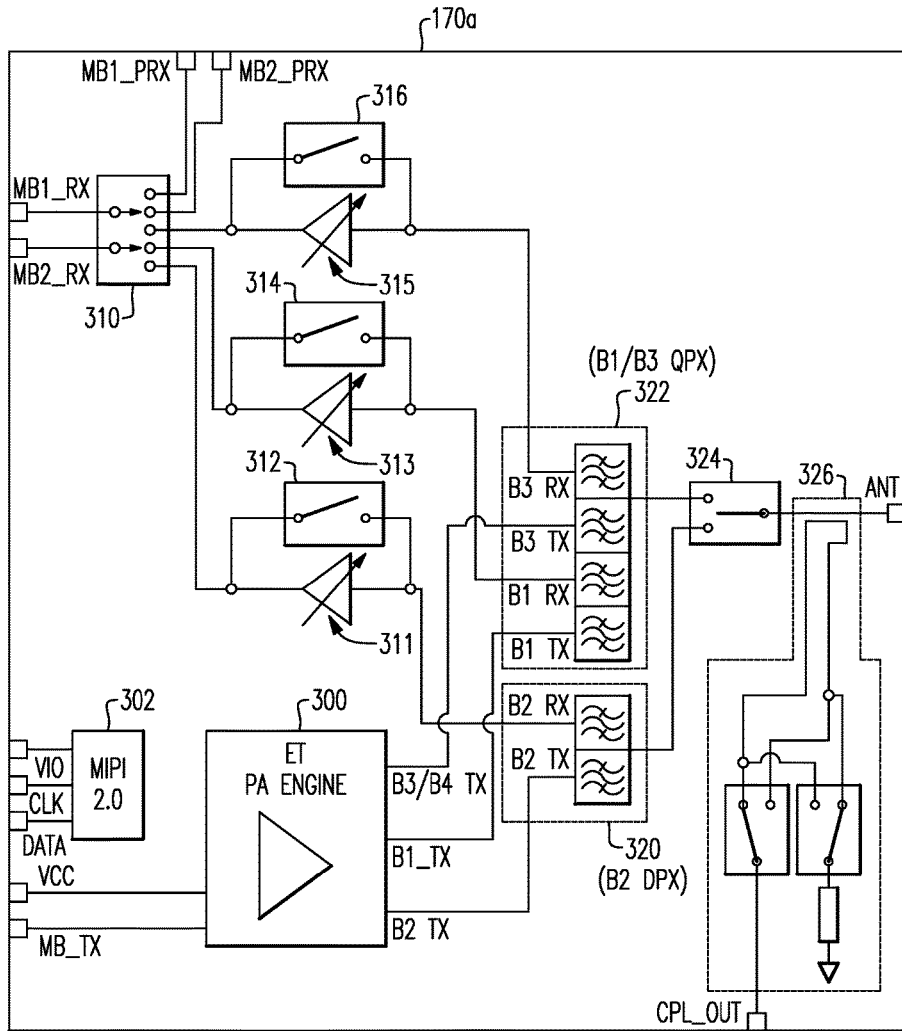 170a
MB1_PRX
MB2_PRX
316
MB1_RX
MB2_RX
310
315
314
(B1/B3 QPX)
322
313
312
324
326
ANT
B3 RX
B3 TX
B1 RX
B1 TX
311
302
300
B2 RX
B2 TX
VIO
CLK
DATA
MIPI
2.0
ET
PA ENGINE
B3/B4 TX
B1_TX
B2 TX
320
(B2 DPX)
VCC
MB_TX
CPL_OUT